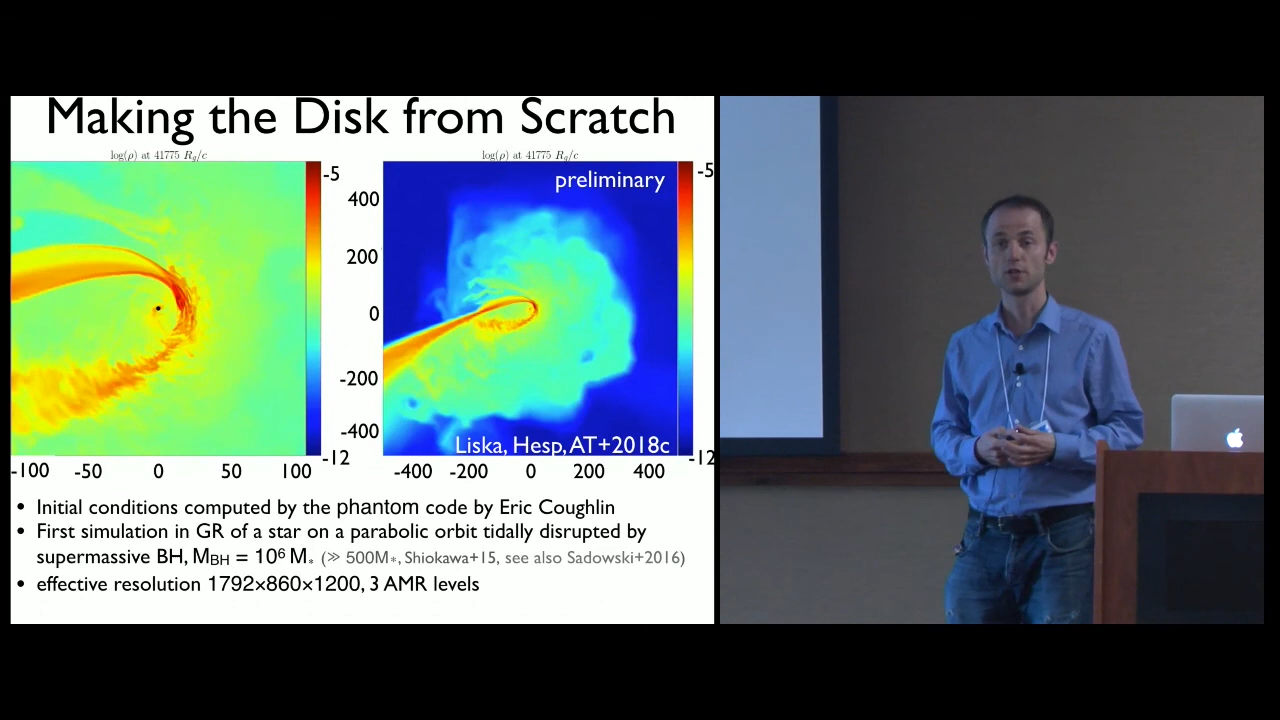 Making the Disk from Scratch
log(ρ) at 41775 R_g/c
log(ρ) at 41775 R_g/c
-5
-12
preliminary
400
200
0
-200
-400
-5
-12
Liska, Hesp, AT+2018c
-100 -50 0 50 100
-400 -200 0 200 400
• Initial conditions computed by the phantom code by Eric Coughlin
• First simulation in GR of a star on a parabolic orbit tidally disrupted by
supermassive BH, M_BH = 10⁶ M_* (≫ 500M_*, Shiokawa+15, see also Sadowski+2016)
• effective resolution 1792×860×1200, 3 AMR levels